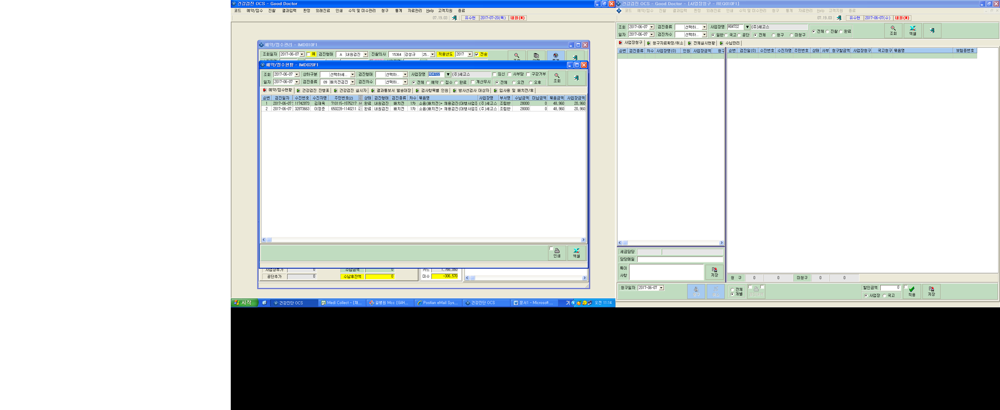 건강검진 OCS - Good Doctor
코드 예약/접수 진찰 결과입력 판정 외래진료 인쇄 수익 및 미수관리 청구 통계 자료관리 Help 고객지원 종료
07.19.03 유수현 2017-07-20(목) 내원(M)
예약/접수관리 - IMD010F1
조회일자 2017-06-07 예 검진형태 A 내원검진 진찰의사 15364 강성규 25... 적용년도 2017 전송
예약/접수현황 - IMD020F1
조회 2017-06-07 상하구분 선택하세... 검진형태 선택하... 사업장명 H04722 (주)세고스 임신 사부담 구강거부 조회
일자 2017-06-07 검진종류 09 배치전검진 검진차수 선택하... 전체 예약 접수 완료 계산무시 전체 오전 오후
예약/접수현황 건강검진 진행표 건강검진 실시자 결과통보서 발송대장 검사항목별 인원 방사선검사 대상자 입사용 및 배치전/후
순번 검진일자 수진번호 수진자명 주민번호(2) 상태 검진형태 검진종류 차수 묶음명 사업장명 부서명 수납금액 미납금액 묶음금액 사업장금액
1 2017-06-07 11742873 김재욱 710115-1575217 완료 내원검진 배치전 1차 소음(배치전)+ 채용검진(대행사업장 (주)세고스 조립반 28000 0 48,960 20,960
2 2017-06-07 32873663 이정준 650228-1140211 완료 내원검진 배치전 1차 소음(배치전)+ 채용검진(대행사업장 (주)세고스 조립반 28000 0 48,960 20,960
인쇄 엑셀
사업장추가 0 수납금액 0 카드 1,766,060
공단추가 0 수납후잔액 0 미수 -306,570
시작 건강진단 OCS Medi Collect - [채... 길병원 Mcc [GilH... Postian eMail Sys... 건강진단 OCS 문서1 - Microsoft ... 오전 11:14
건강검진 OCS - Good Doctor - [사업장청구 - REQ010F1]
코드 예약/접수 진찰 결과입력 판정 외래진료 인쇄 수익 및 미수관리 청구 통계 자료관리 Help 고객지원 종료
07.19.03 유수현 2017-06-07(수) 내원(M)
조회 2017-06-07 검진종류 선택하... 사업장명 H04722 (주)세고스 전체 진찰 완료 조회 엑셀
일자 2017-06-07 검진차수 선택하... 일반 국고 공단 전체 청구 미청구
사업장청구 청구자료확정/취소 전체실시현황 수납관리
순번 검진종류 차수 사업장명(0) 인원 사업장금액 청구
순번 검진일(0) 수진번호 수진자명 주민번호 상태 사부 청구할금액 사업장청구 국고청구 묶음명 보험증번호
세금담당
담당메일
특이
사항
저장
청 구 0 0 미청구 0 0
청구일자 2017-06-07 청구 취소 전체 개별 검진내역 할인금액 0 사업장 국고 적용 저장